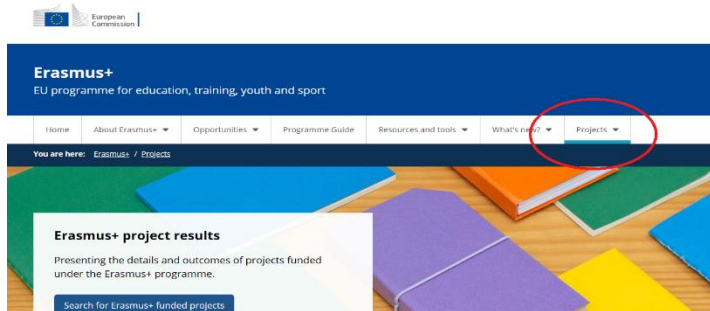 European
Commission
Erasmus+
EU programme for education, training, youth and sport
Home About Erasmus+ Opportunities Programme Guide Resources and tools What's new? Projects
You are here: Erasmus+ / Projects
Erasmus+ project results
Presenting the details and outcomes of projects funded
under the Erasmus+ programme.
Search for Erasmus+ funded projects